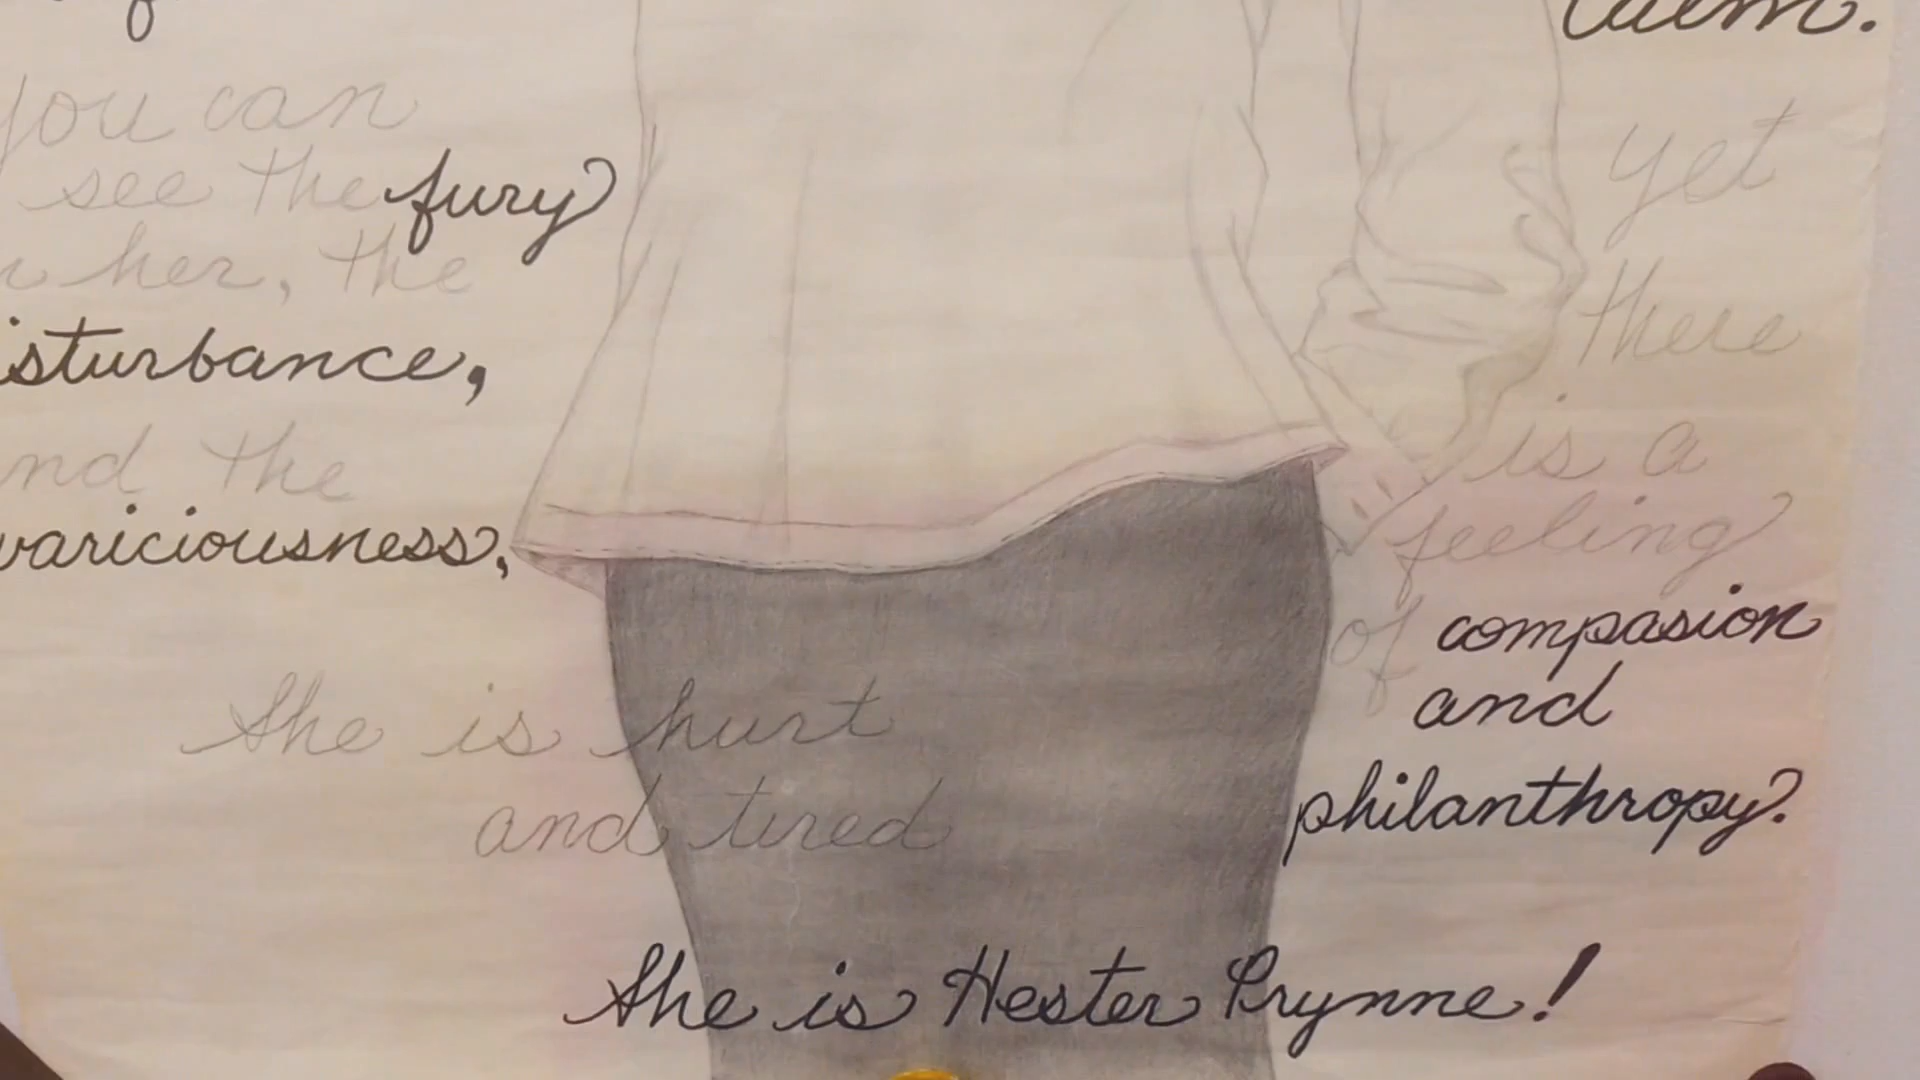 you can
see the fury
her, the
isturbance,
nd the
variciousness,
She is hurt
and tired
calm.
yet
there
is a
feeling
of compasion
and
philanthropy.
She is Hester Prynne!